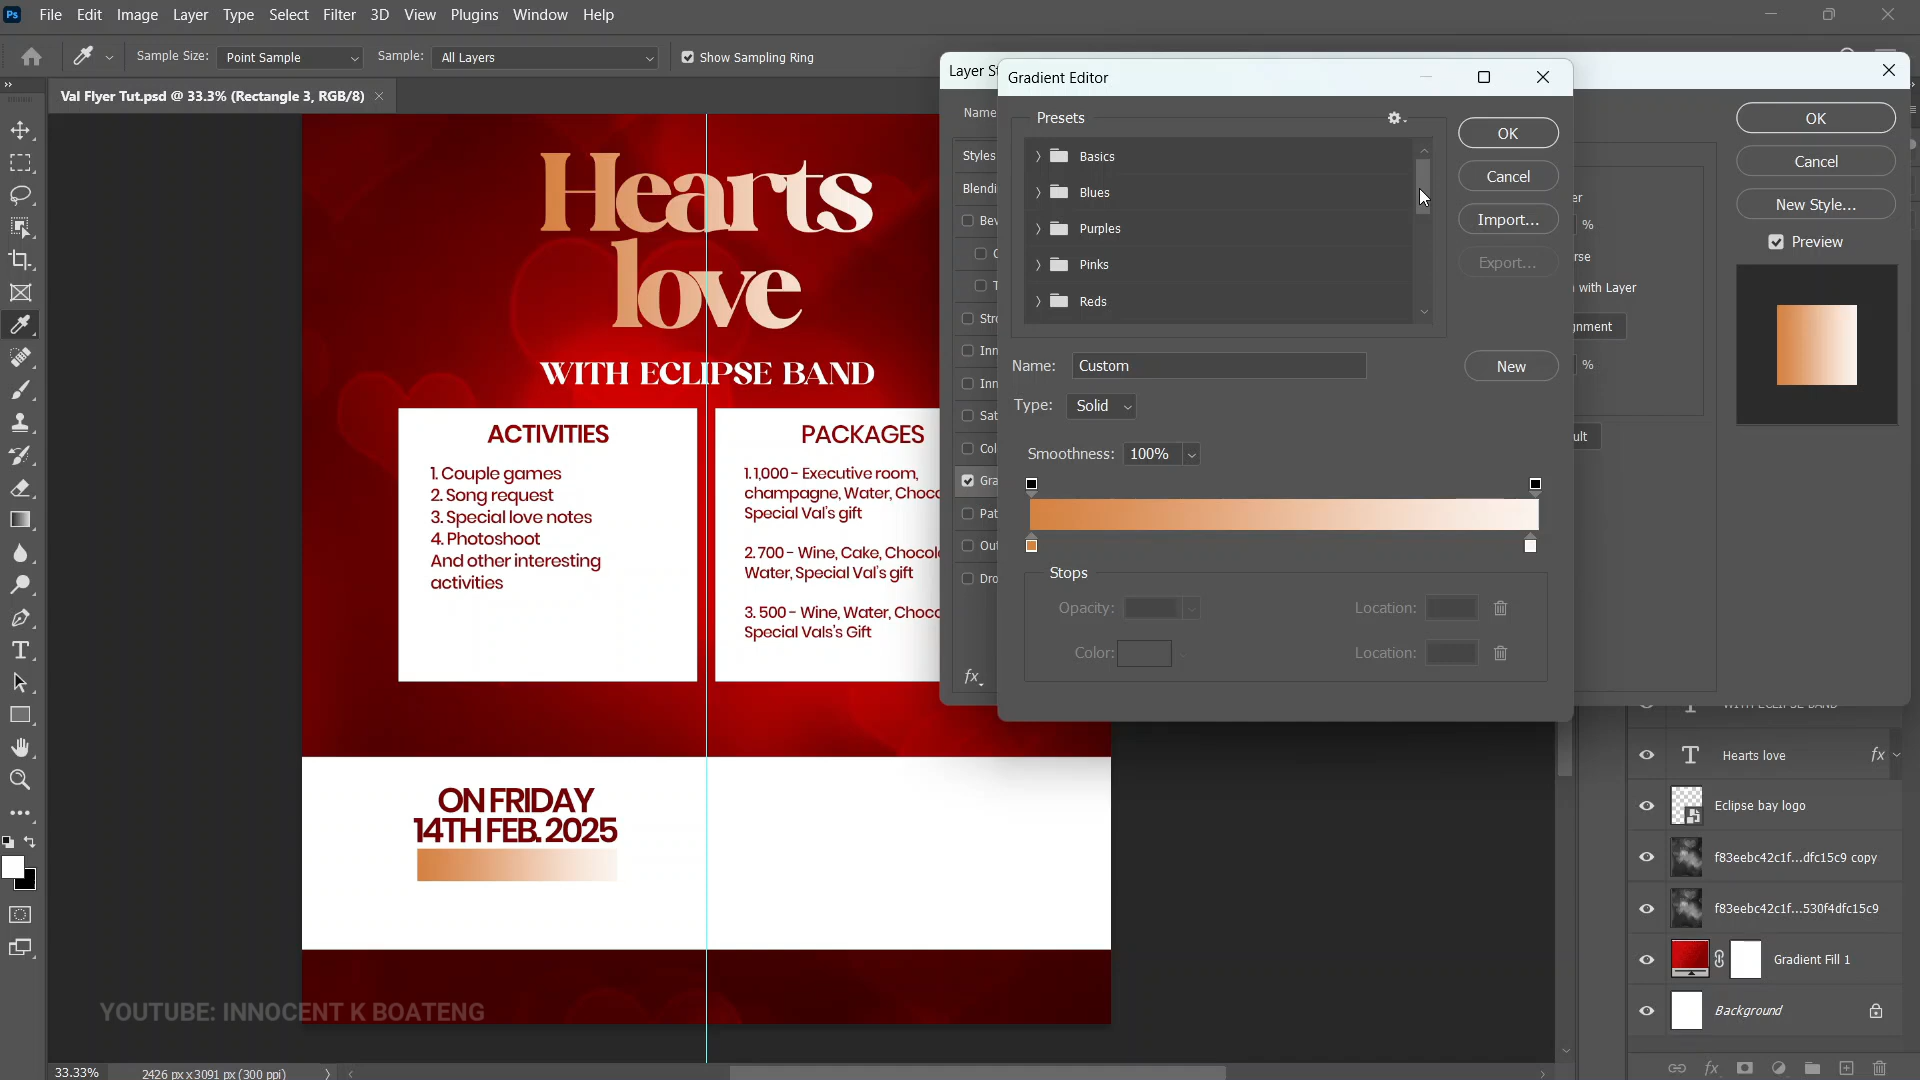 Ps File Edit Image Layer Type Select Filter 3D View Plugins Window Help
Sample Size: Point Sample Sample: All Layers Show Sampling Ring
Val Flyer Tut.psd @ 33.3% (Rectangle 3, RGB/8)
Hearts
love
WITH ECLIPSE BAND
ACTIVITIES
1. Couple games
2. Song request
3. Special love notes
4. Photoshoot
And other interesting
activities
PACKAGES
1. 1,000 - Executive room,
champagne, Water, Choc
Special Val's gift
2. 700 - Wine, Cake, Chocol
Water, Special Val's gift
3. 500 - Wine, Water, Choc
Special Vals's Gift
ON FRIDAY
14TH FEB. 2025
YOUTUBE: INNOCENT K BOATENG
33.33% 2426 px x 3091 px (300 ppi)
Layer St
Name
Styles
Blendi
Bev
C
T
Stro
Inn
Inn
Sat
Col
Gra
Pat
Out
Dro
fx
Gradient Editor
Presets
Basics
Blues
Purples
Pinks
Reds
OK
Cancel
Import...
Export...
Name: Custom
New
Type: Solid
Smoothness: 100%
Stops
Opacity: Location:
Color: Location:
er
%
rse
with Layer
gnment
%
ult
OK
Cancel
New Style...
Preview
WITH ECLIPSE BAND
Hearts love fx
Eclipse bay logo
f83eebc42c1f...dfc15c9 copy
f83eebc42c1f...530f4dfc15c9
Gradient Fill 1
Background
fx